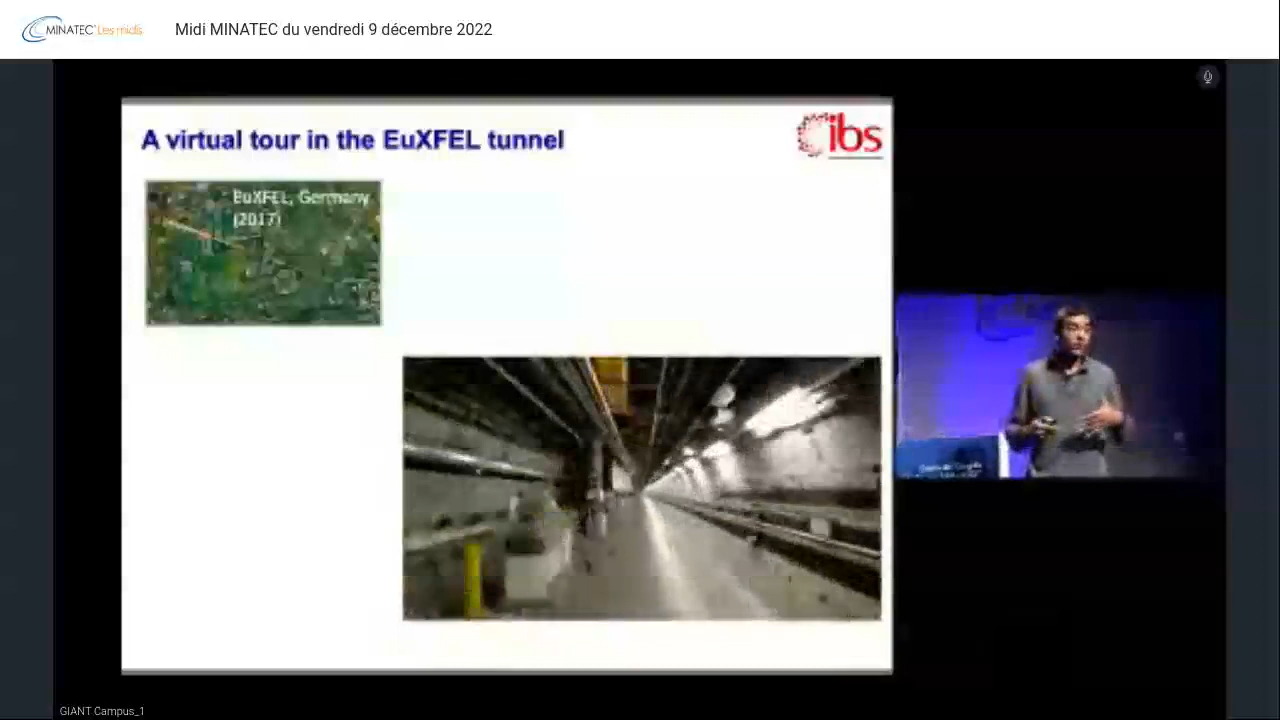 MINATEC Les midis
Midi MINATEC du vendredi 9 décembre 2022
A virtual tour in the EuXFEL tunnel
ibs
EuXFEL, Germany
(2017)
GIANT Campus_1